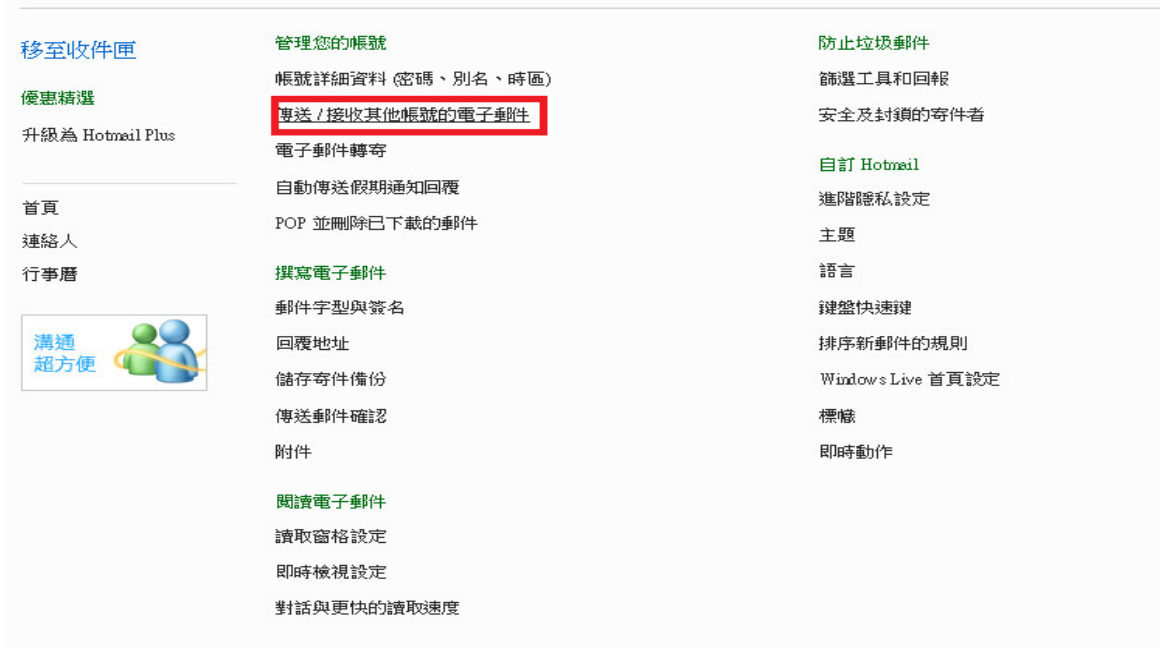 移至收件匣
優惠精選
升級為 Hotmail Plus
首頁
連絡人
行事曆
溝通
超方便
管理您的帳號
帳號詳細資料 (密碼、別名、時區)
傳送 / 接收其他帳號的電子郵件
電子郵件轉寄
自動傳送假期通知回覆
POP 並刪除已下載的郵件
撰寫電子郵件
郵件字型與簽名
回覆地址
儲存寄件備份
傳送郵件確認
附件
閱讀電子郵件
讀取窗格設定
即時檢視設定
對話與更快的讀取速度
防止垃圾郵件
篩選工具和回報
安全及封鎖的寄件者
自訂 Hotmail
進階隱私設定
主題
語言
鍵盤快速鍵
排序新郵件的規則
Windows Live 首頁設定
標幟
即時動作